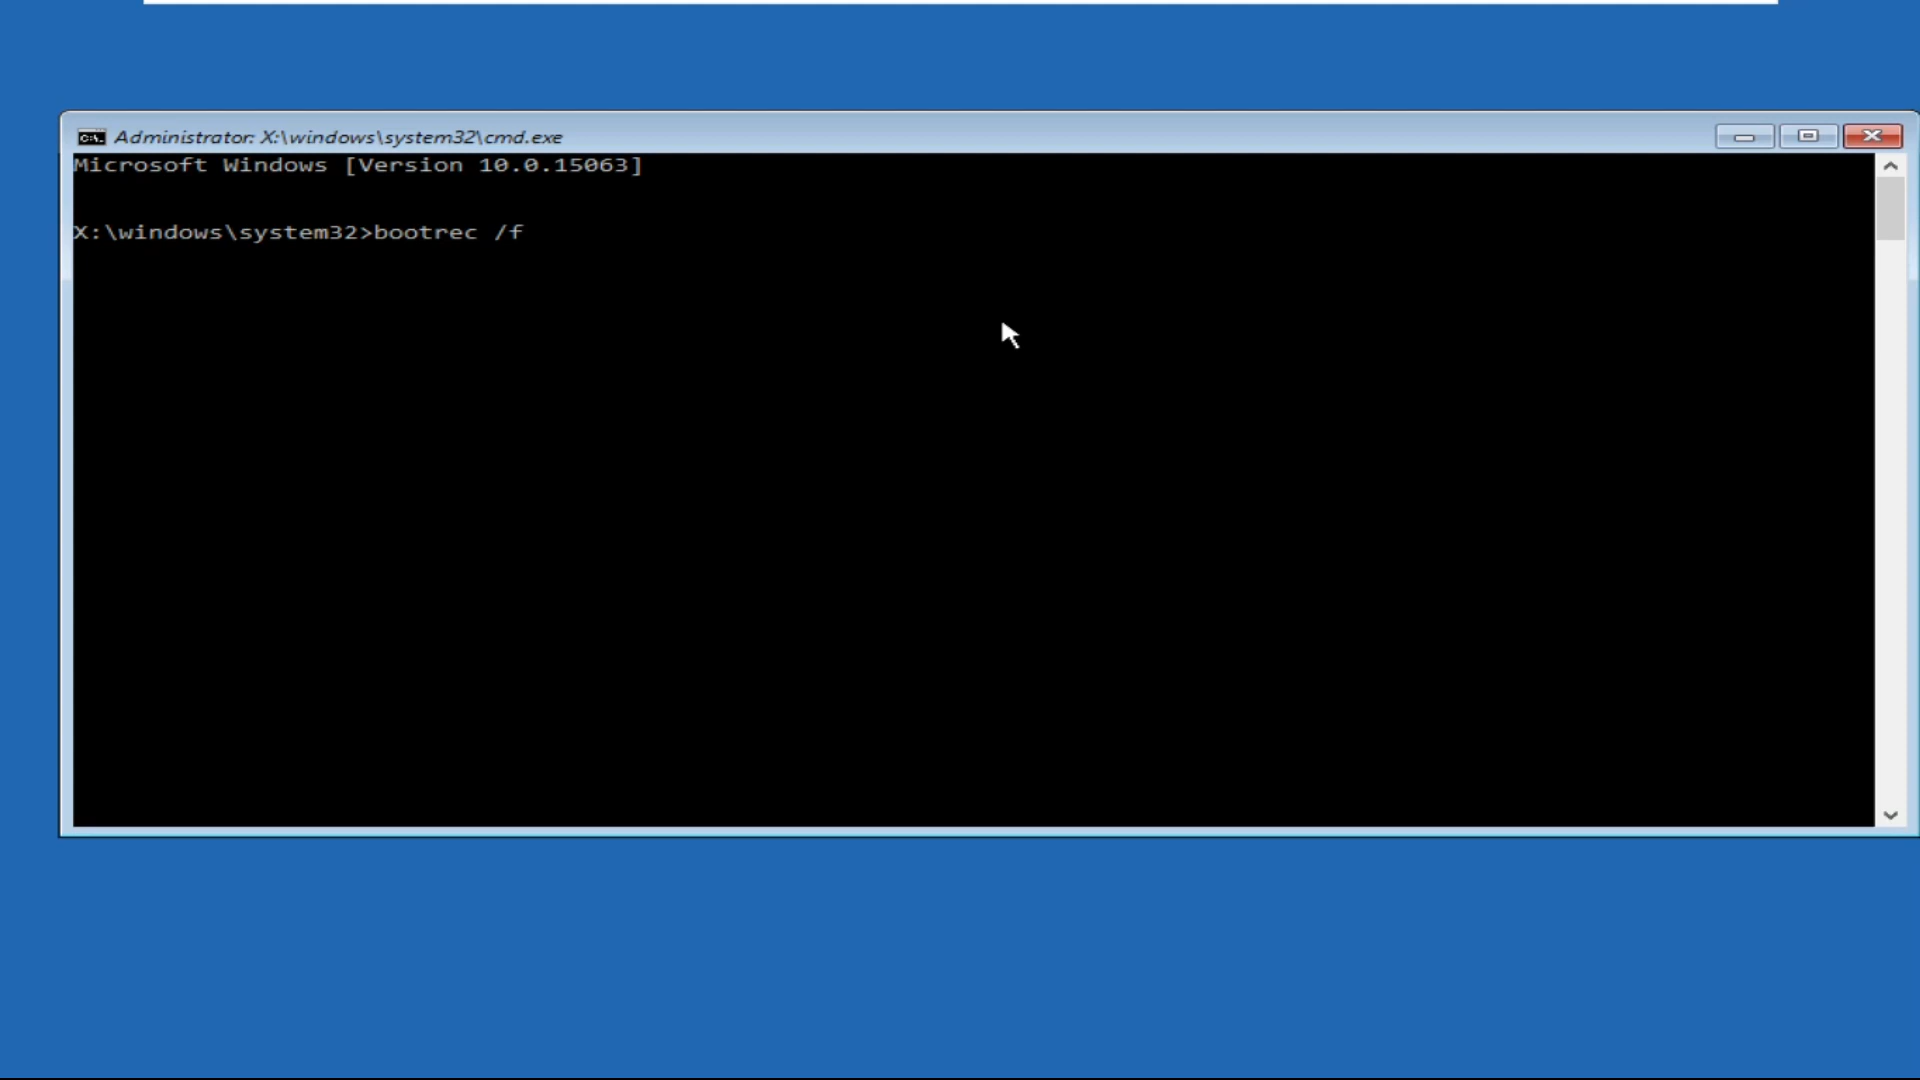 Administrator: X:\windows\system32\cmd.exe
Microsoft Windows [Version 10.0.15063]
X:\windows\system32>bootrec /f